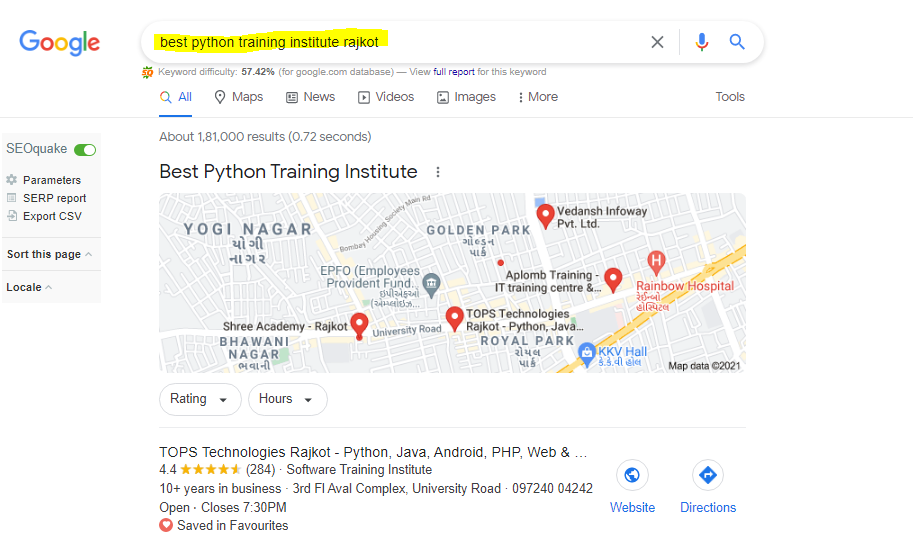 Google
best python training institute rajkot
Keyword difficulty: 57.42% (for google.com database) — View full report for this keyword
All Maps News Videos Images More Tools
About 1,81,000 results (0.72 seconds)
SEOquake
Parameters
SERP report
Export CSV
Sort this page
Locale
Best Python Training Institute
YOGI NAGAR
યોગી
નગર
Bombay Housing Society Main Rd
GOLDEN PARK
ગોલ્ડન
પાર્ક
Vedansh Infoway
Pvt. Ltd.
EPFO (Employees
Provident Fund...
Aplomb Training -
IT training centre &...
H
Rainbow Hospital
રેઈન્બો
હોસ્પિટલ
Shree Academy - Rajkot
University Road
TOPS Technologies
Rajkot - Python, Java...
BHAWANI
NAGAR
ભવાની
ROYAL PARK
રોયલ
પાર્ક
KKV Hall
કે.કે.વી હોલ
Map data ©2021
Rating
Hours
TOPS Technologies Rajkot - Python, Java, Android, PHP, Web & ...
4.4 (284) · Software Training Institute
10+ years in business · 3rd Fl Aval Complex, University Road · 097240 04242
Open · Closes 7:30PM
Saved in Favourites
Website
Directions